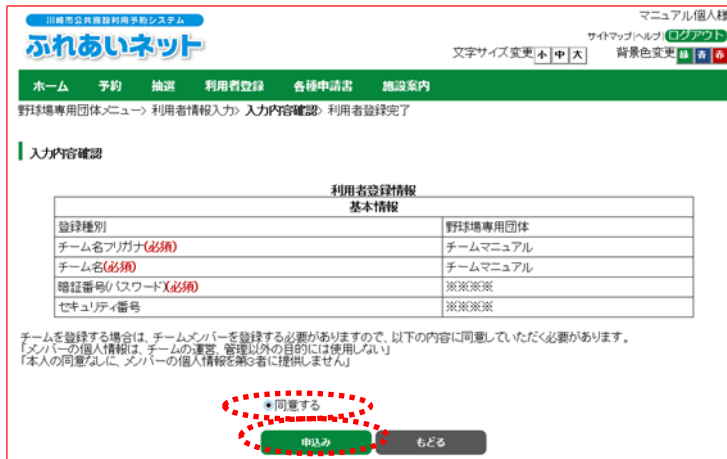 川崎市公共施設利用予約システム
マニュアル個人様
ふれあいネット
サイトマップ|ヘルプ|ログアウト
文字サイズ変更 小 中 大 背景色変更 緑 青 赤
ホーム 予約 抽選 利用者登録 各種申請書 施設案内
野球場専用団体メニュー> 利用者情報入力> 入力内容確認> 利用者登録完了
入力内容確認
利用者登録情報
基本情報
登録種別 野球場専用団体
チーム名フリガナ(必須) チームマニュアル
チーム名(必須) チームマニュアル
暗証番号(パスワード)(必須) ※※※※
セキュリティ番号 ※※※※
チームを登録する場合は、チームメンバーを登録する必要がありますので、以下の内容に同意していただく必要があります。
「メンバーの個人情報は、チームの運営、管理以外の目的には使用しない」
「本人の同意なしに、メンバーの個人情報を第3者に提供しません」
同意する
申込み もどる